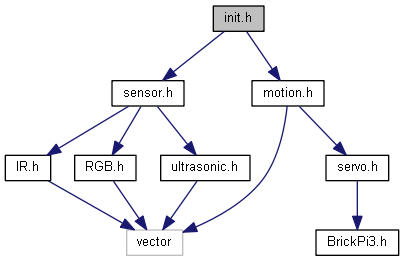 init.h
sensor.h
motion.h
IR.h
RGB.h
ultrasonic.h
servo.h
vector
BrickPi3.h